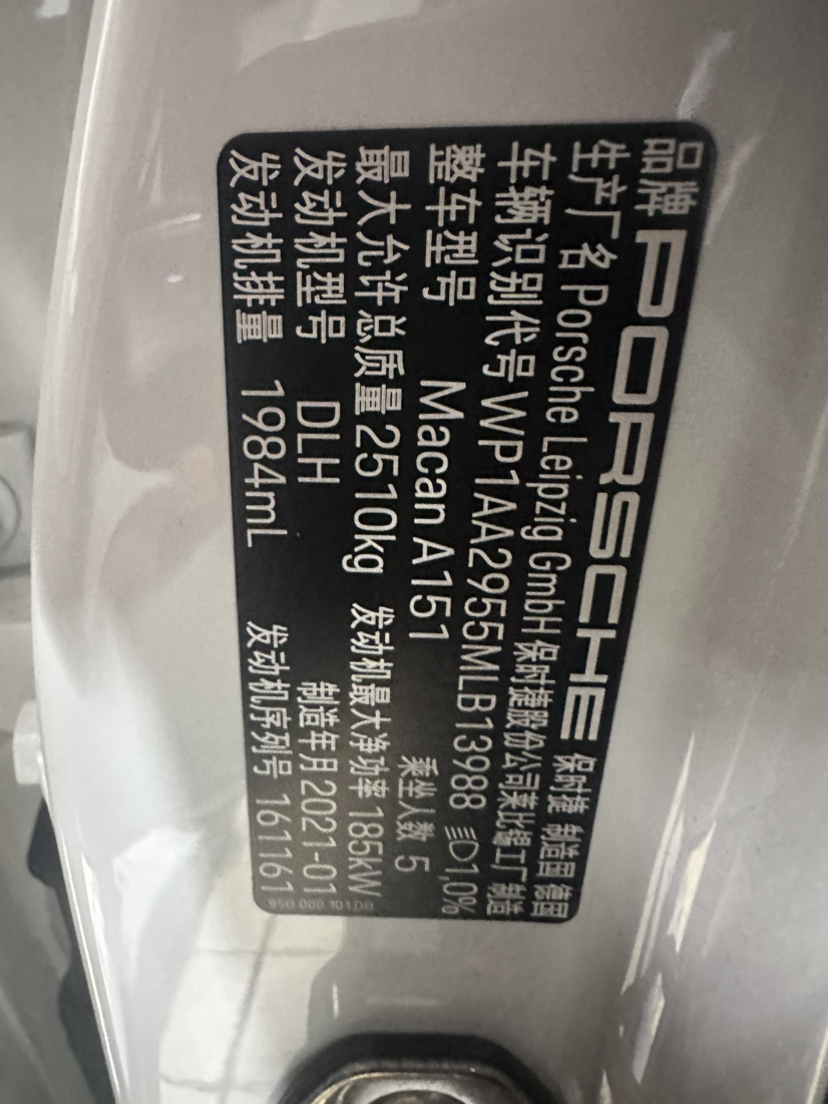 品牌 PORSCHE 保时捷 制造国 德国
生产厂名 Porsche Leipzig GmbH 保时捷股份公司莱比锡工厂制造
车辆识别代号 WP1AA2955MLB13988 1,0%
整车型号 Macan A151 乘坐人数 5
最大允许总质量 2510kg 发动机最大净功率 185kW
发动机型号 DLH 制造年月 2021-01
发动机排量 1984mL 发动机序列号 161161
95B 000 101 DB